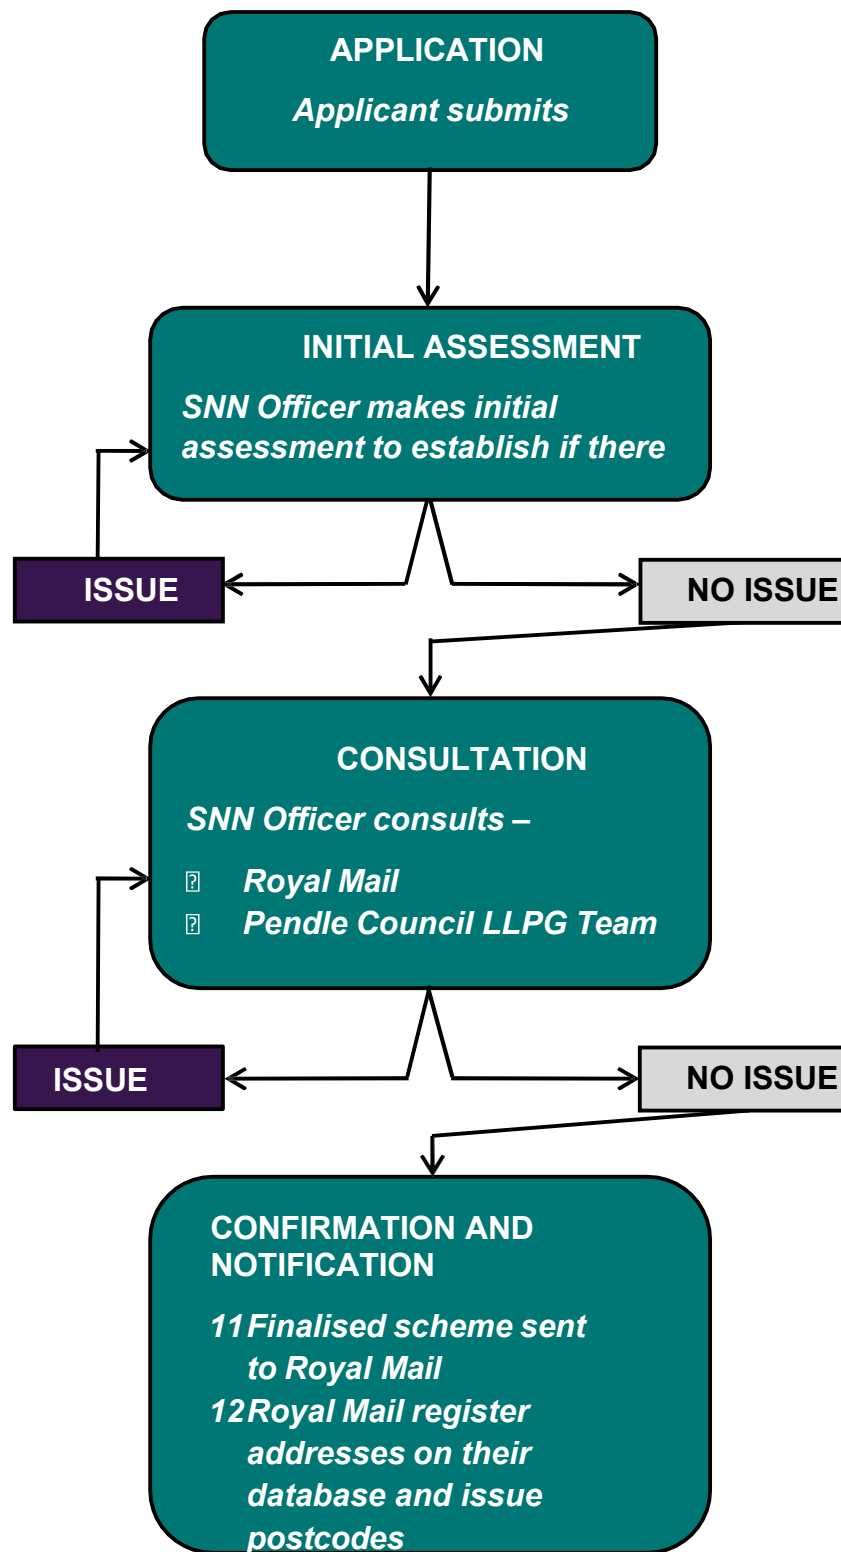 APPLICATION
Applicant submits
INITIAL ASSESSMENT
SNN Officer makes initial
assessment to establish if there
ISSUE
NO ISSUE
CONSULTATION
SNN Officer consults –
Royal Mail
Pendle Council LLPG Team
ISSUE
NO ISSUE
CONFIRMATION AND
NOTIFICATION
11 Finalised scheme sent
to Royal Mail
12 Royal Mail register
addresses on their
database and issue
postcodes